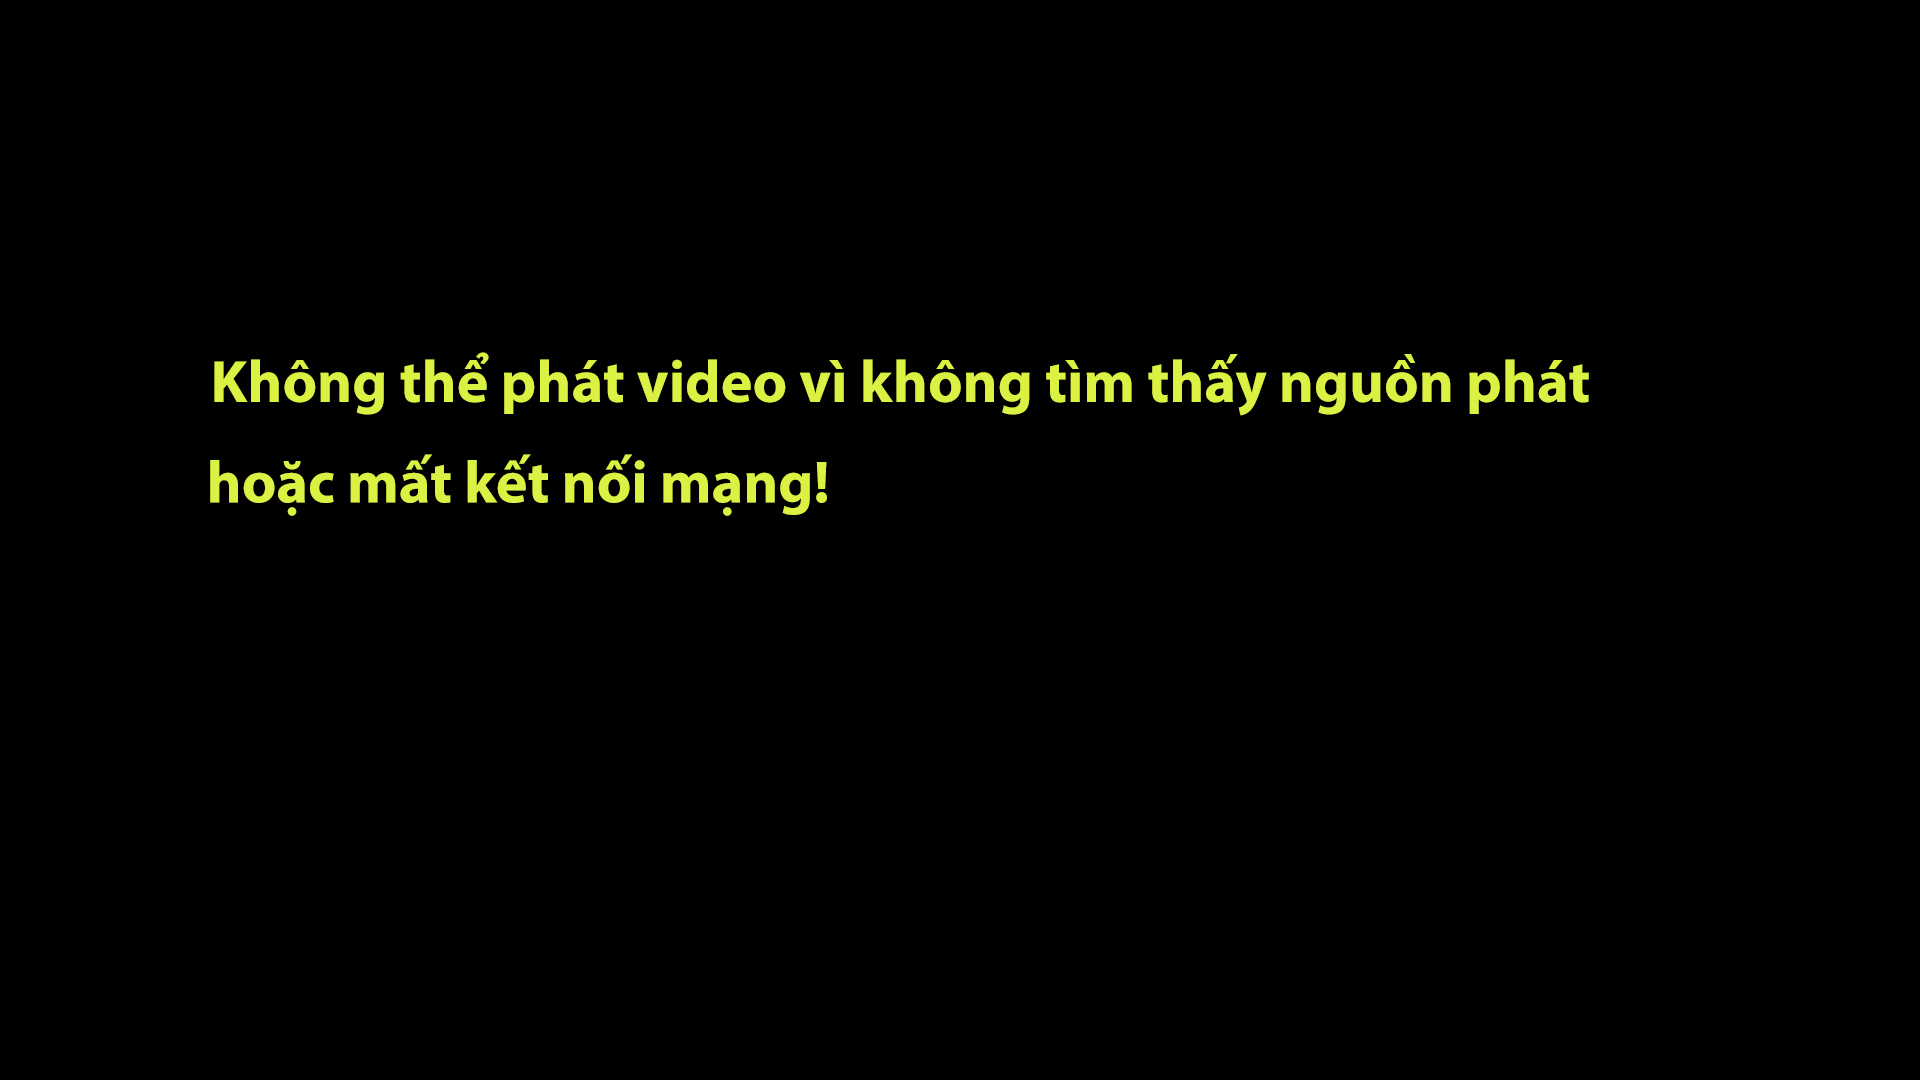 Không thể phát video vì không tìm thấy nguồn phát
hoặc mất kết nối mạng!